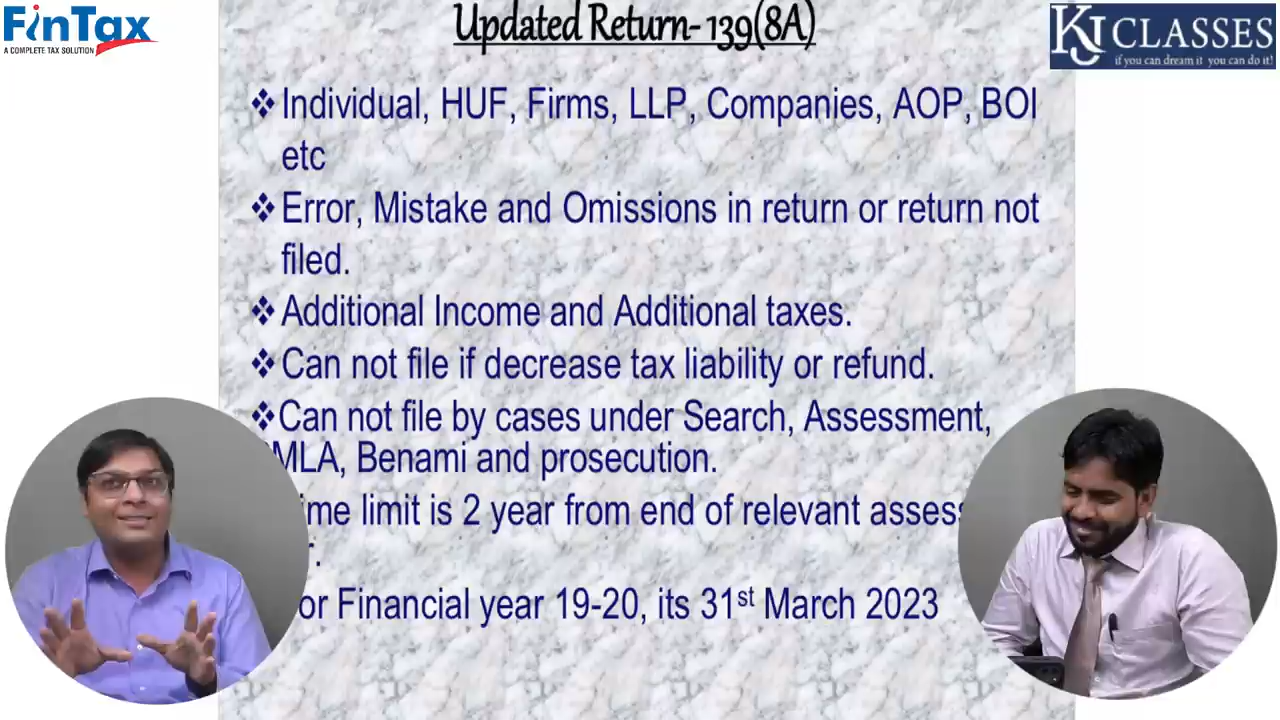 FinTax
A COMPLETE TAX SOLUTION
KJ CLASSES
if you can dream it you can do it!
Updated Return- 139(8A)
❖Individual, HUF, Firms, LLP, Companies, AOP, BOI
etc
❖Error, Mistake and Omissions in return or return not
filed.
❖Additional Income and Additional taxes.
❖Can not file if decrease tax liability or refund.
❖Can not file by cases under Search, Assessment,
MLA, Benami and prosecution.
ime limit is 2 year from end of relevant assess
:
or Financial year 19-20, its 31st March 2023